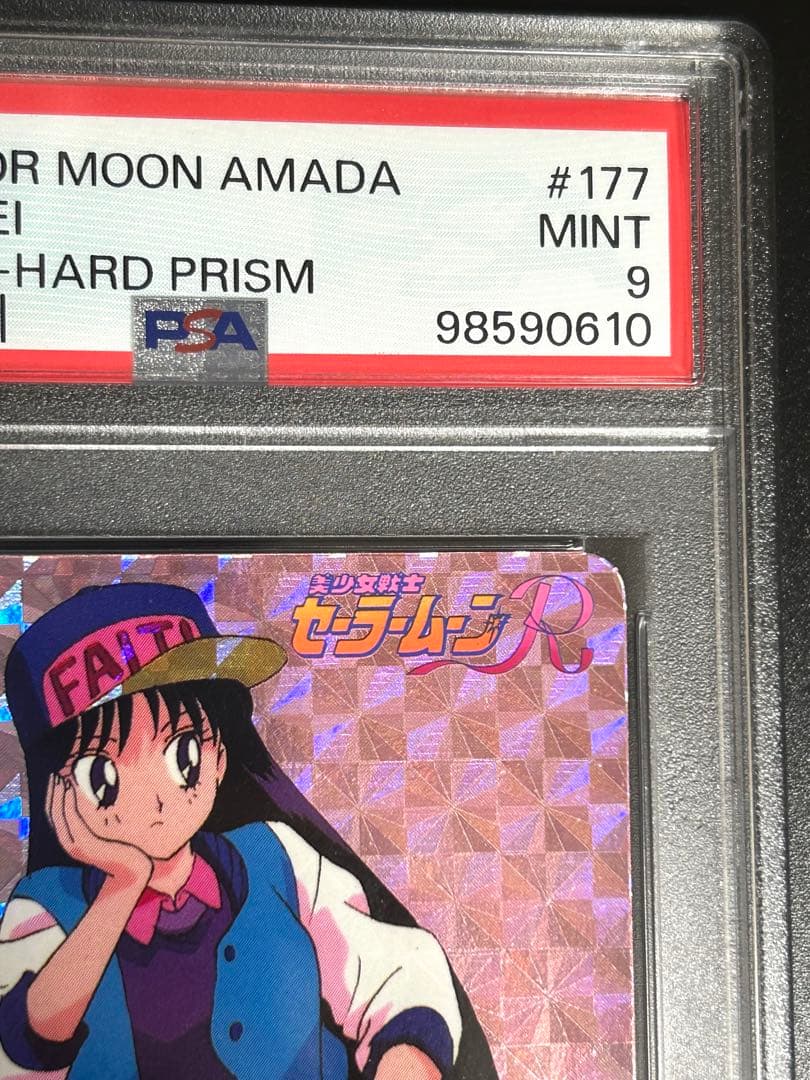 OR MOON AMADA #177
EI MINT
-HARD PRISM 9
PSA 98590610
美少女戦士
セーラームーンR
FAITO